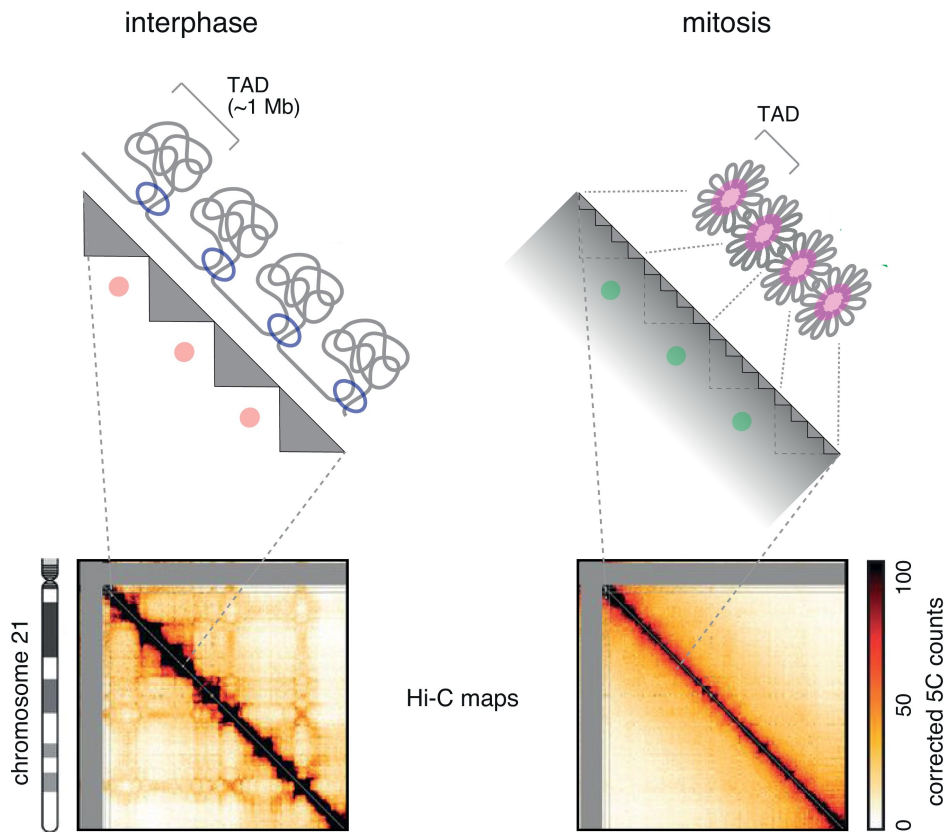 interphase
mitosis
TAD
(~1 Mb)
TAD
chromosome 21
Hi-C maps
100
50
0
corrected 5C counts